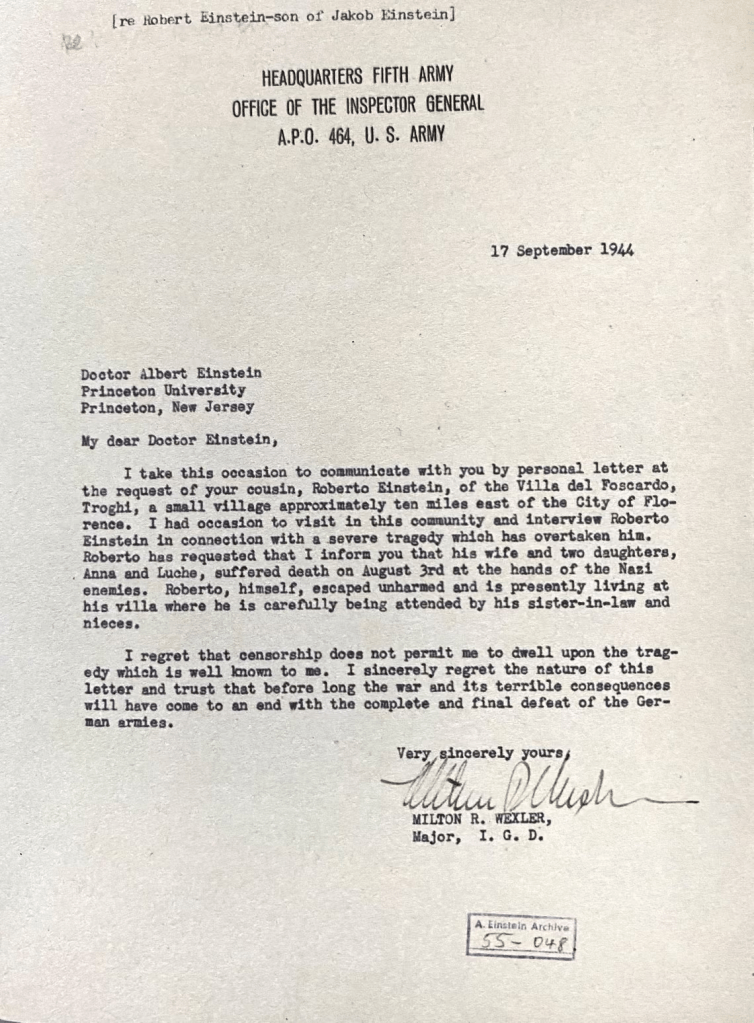 [re Robert Einstein-son of Jakob Einstein]
HEADQUARTERS FIFTH ARMY
OFFICE OF THE INSPECTOR GENERAL
A.P.O. 464, U. S. ARMY
17 September 1944
Doctor Albert Einstein
Princeton University
Princeton, New Jersey
My dear Doctor Einstein,
I take this occasion to communicate with you by personal letter at
the request of your cousin, Roberto Einstein, of the Villa del Foscardo,
Troghi, a small village approximately ten miles east of the City of Flo-
rence. I had occasion to visit in this community and interview Roberto
Einstein in connection with a severe tragedy which has overtaken him.
Roberto has requested that I inform you that his wife and two daughters,
Anna and Luche, suffered death on August 3rd at the hands of the Nazi
enemies. Roberto, himself, escaped unharmed and is presently living at
his villa where he is carefully being attended by his sister-in-law and
nieces.
I regret that censorship does not permit me to dwell upon the trag-
edy which is well known to me. I sincerely regret the nature of this
letter and trust that before long the war and its terrible consequences
will have come to an end with the complete and final defeat of the Ger-
man armies.
Very sincerely yours,
MILTON R. WEXLER,
Major, I. G. D.
A. Einstein Archive
55-048